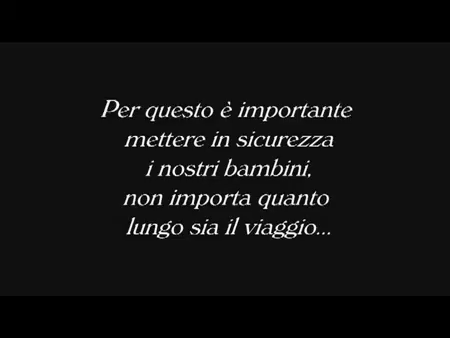 Per questo è importante
mettere in sicurezza
i nostri bambini,
non importa quanto
lungo sia il viaggio...